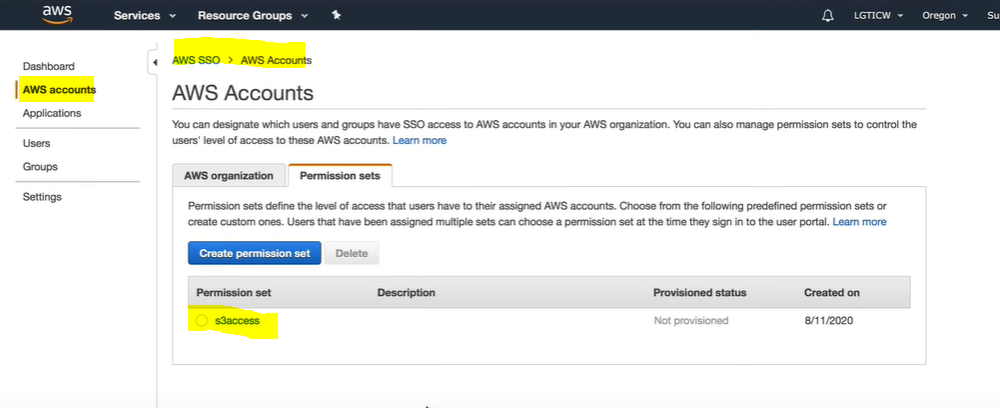 aws
Services Resource Groups LGTICW Oregon Su
Dashboard
AWS accounts
Applications
Users
Groups
Settings
AWS SSO > AWS Accounts
AWS Accounts
You can designate which users and groups have SSO access to AWS accounts in your AWS organization. You can also manage permission sets to control the
users' level of access to these AWS accounts. Learn more
AWS organization Permission sets
Permission sets define the level of access that users have to their assigned AWS accounts. Choose from the following predefined permission sets or
create custom ones. Users that have been assigned multiple sets can choose a permission set at the time they sign in to the user portal. Learn more
Create permission set Delete
Permission set Description Provisioned status Created on
s3access Not provisioned 8/11/2020